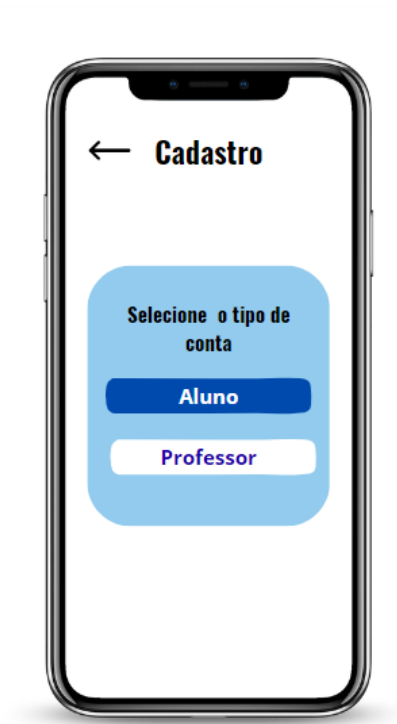 Cadastro
Selecione o tipo de
conta
Aluno
Professor